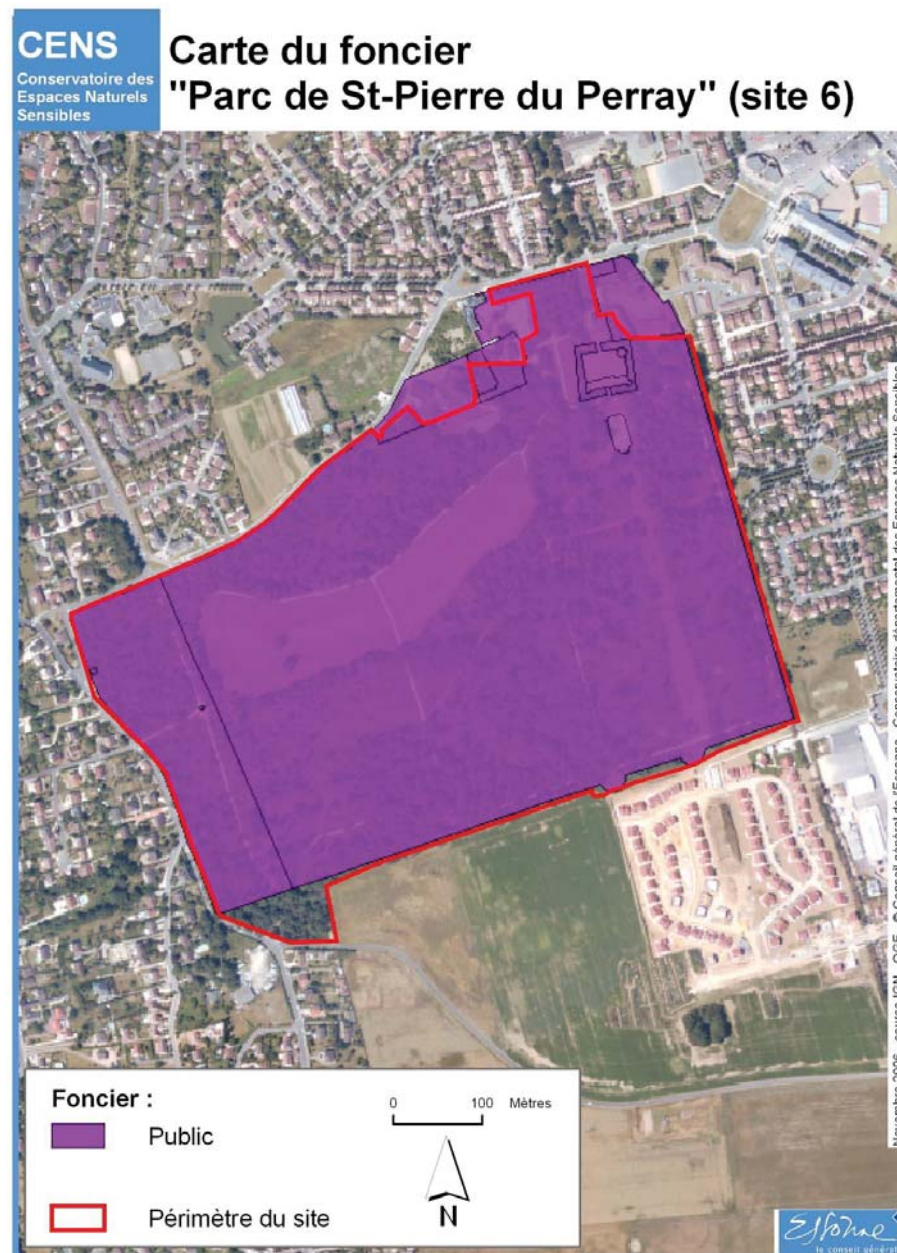 CENS
Conservatoire des
Espaces Naturels
Sensibles
Carte du foncier
"Parc de St-Pierre du Perray" (site 6)
Novembre 2006 - source IGN - CGE - © Conseil général de l'Essonne - Conservatoire départemental des Espaces Naturels Sensibles
Foncier :
Public
Périmètre du site
0 100 Mètres
N
Essonne
le conseil général